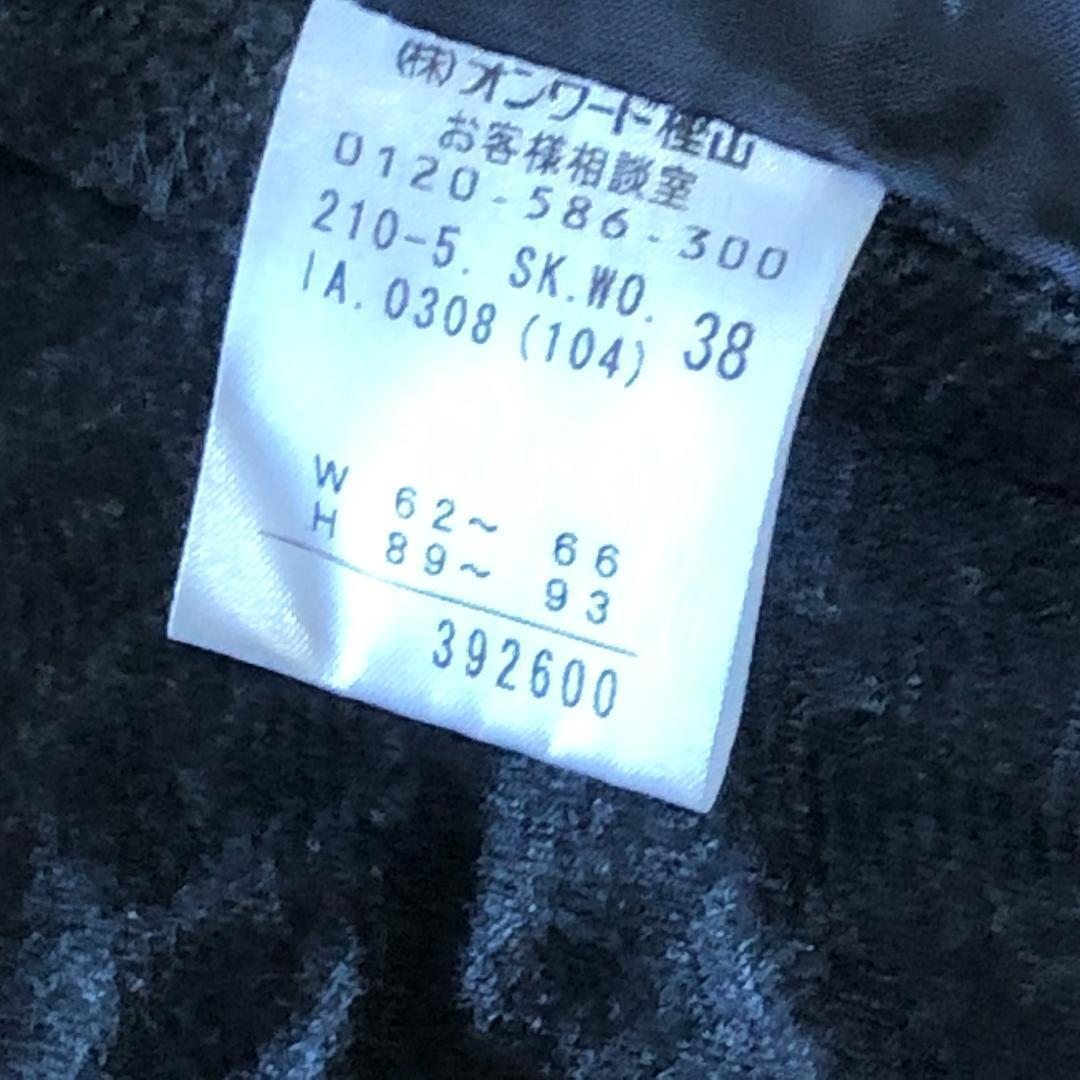 (株)オンワード樫山
お客様相談室
0120-586-300
210-5. SK.WO. 38
IA.0308 (104)
W 62~ 66
H 89~ 93
392600